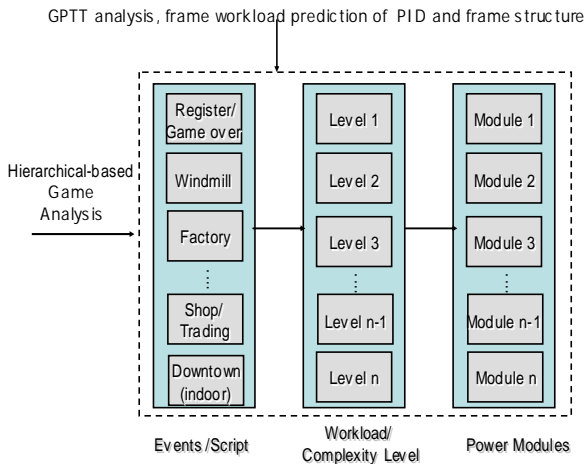 GPTT analysis, frame workload prediction of PID and frame structure
Hierarchical-based
Game
Analysis
Register/
Game over
Windmill
Factory
Shop/
Trading
Downtown
(indoor)
Events /Script
Level 1
Level 2
Level 3
Level n-1
Level n
Workload/
Complexity Level
Module 1
Module 2
Module 3
Module n-1
Module n
Power Modules